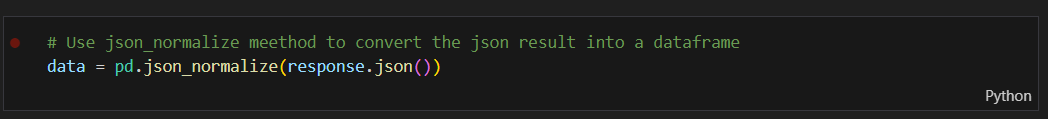 # Use json_normalize meethod to convert the json result into a dataframe
data = pd.json_normalize(response.json())
Python